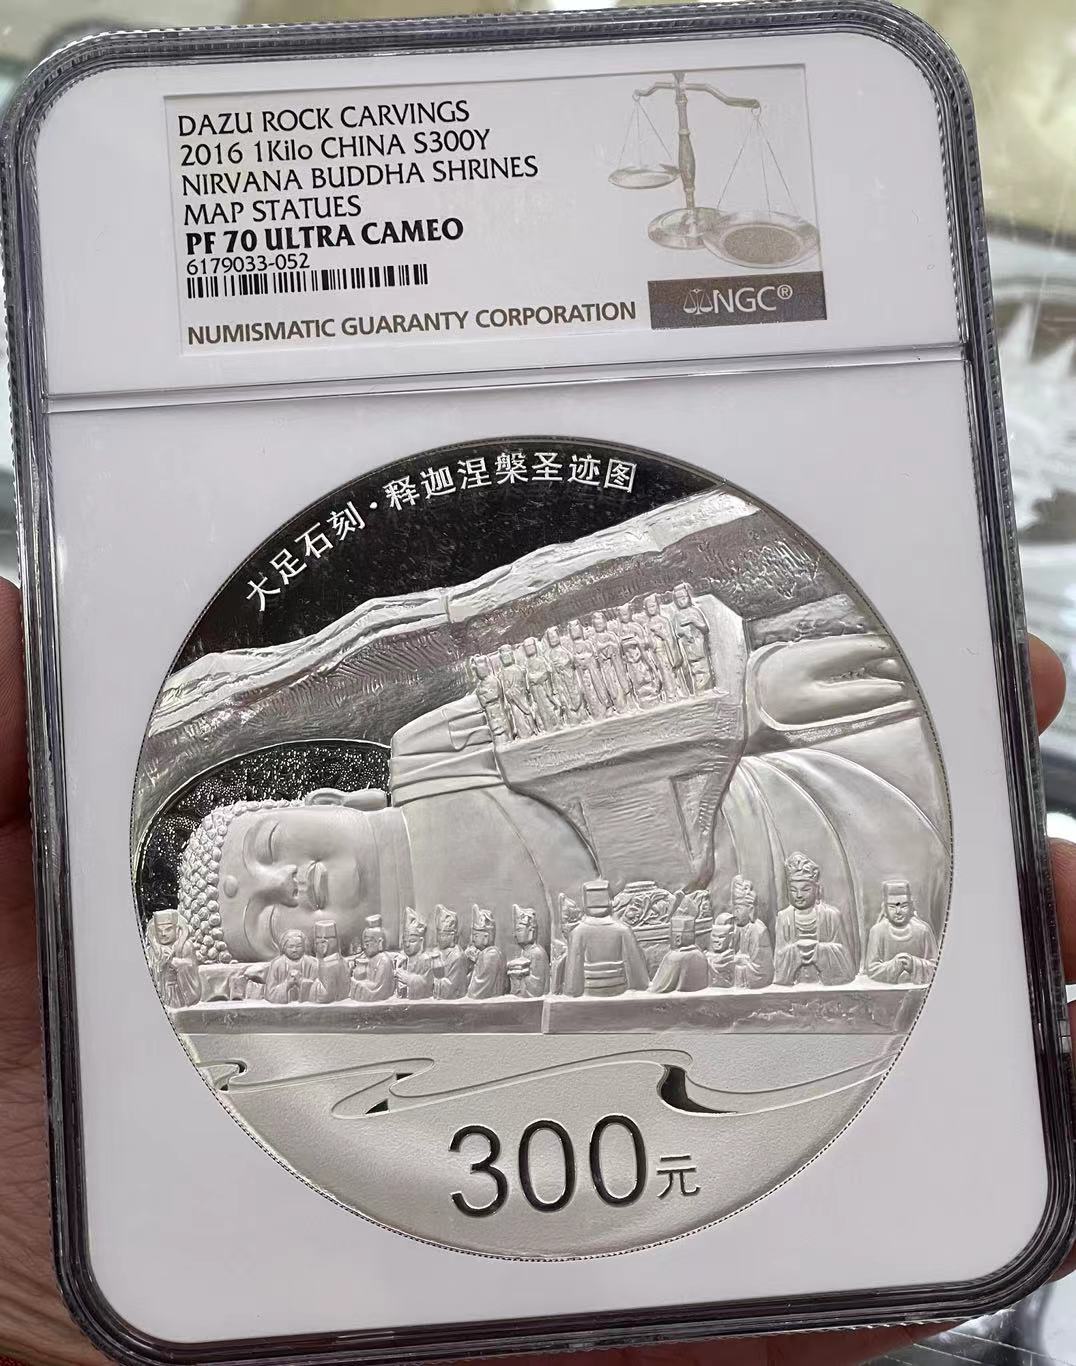 DAZU ROCK CARVINGS
2016 1Kilo CHINA S300Y
NIRVANA BUDDHA SHRINES
MAP STATUES
PF 70 ULTRA CAMEO
6179033-052
NUMISMATIC GUARANTY CORPORATION
NGC®
大足石刻·释迦涅槃圣迹图
300元